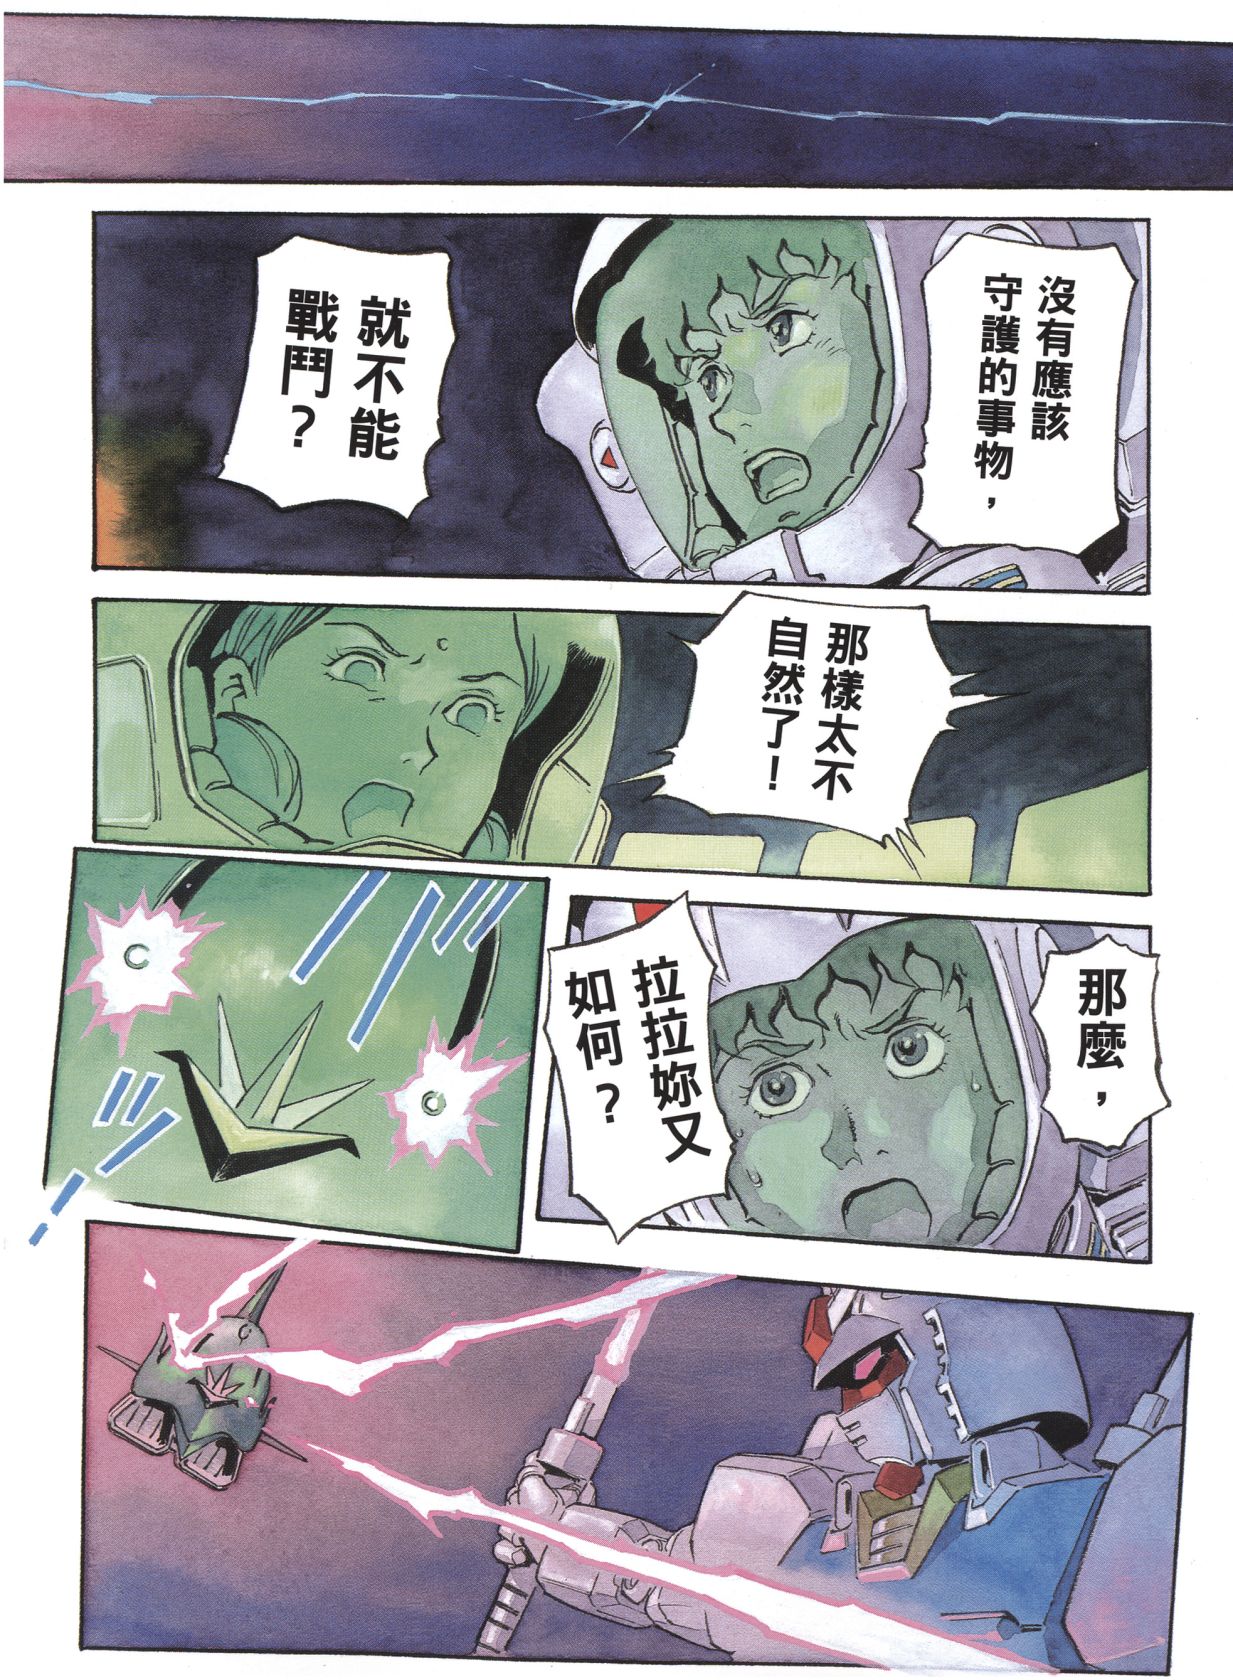 沒有應該
守護的事物，
就不能
戰鬥？
那樣太不
自然了！
那麼，
拉拉妳又
如何？